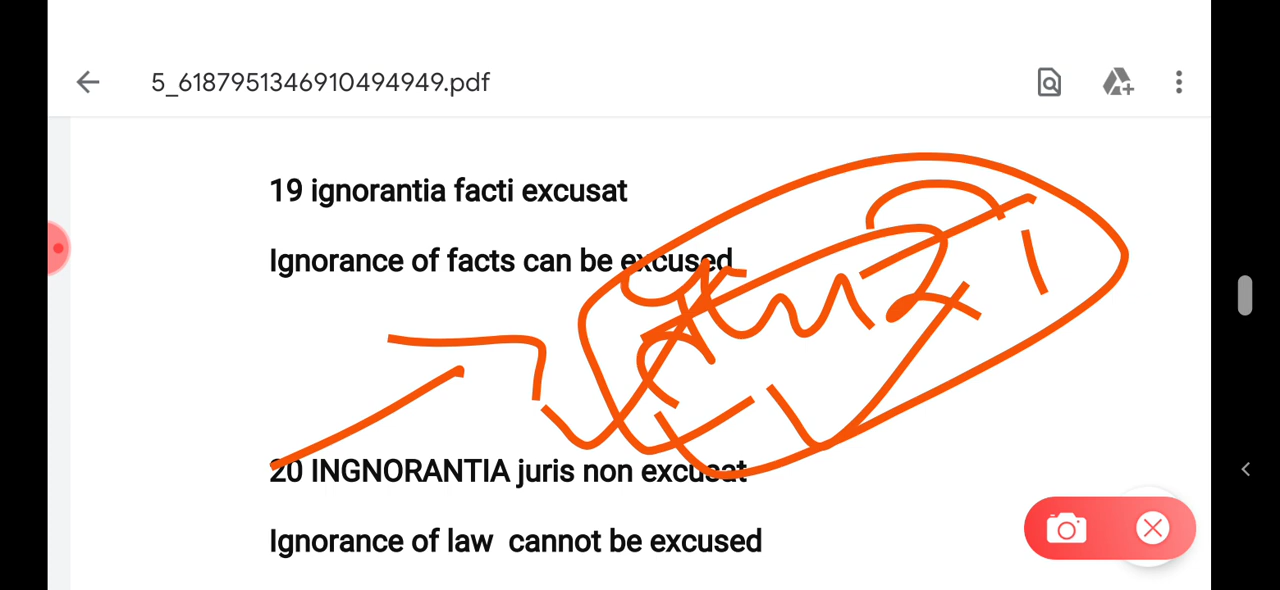 5_6187951346910494949.pdf
19 ignorantia facti excusat
Ignorance of facts can be excused
20 INGNORANTIA juris non excusat
Ignorance of law cannot be excused